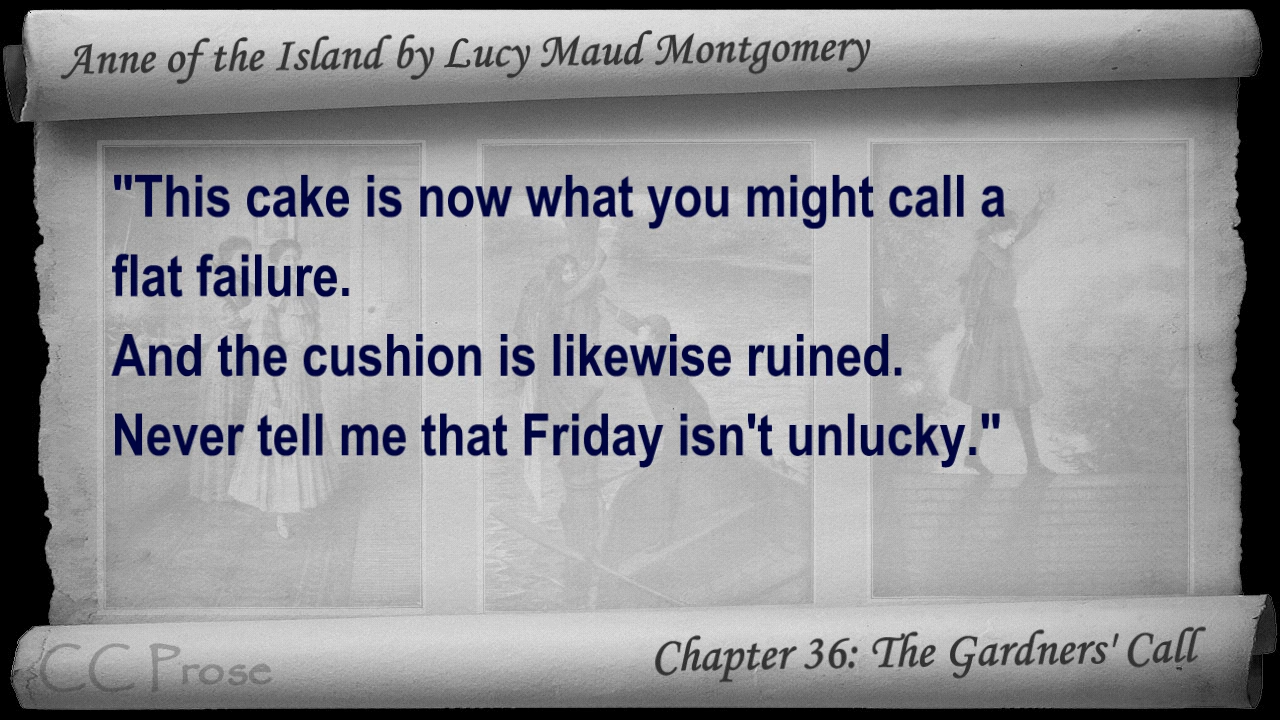 Anne of the Island by Lucy Maud Montgomery
"This cake is now what you might call a
flat failure.
And the cushion is likewise ruined.
Never tell me that Friday isn't unlucky."
CC Prose
Chapter 36: The Gardners' Call